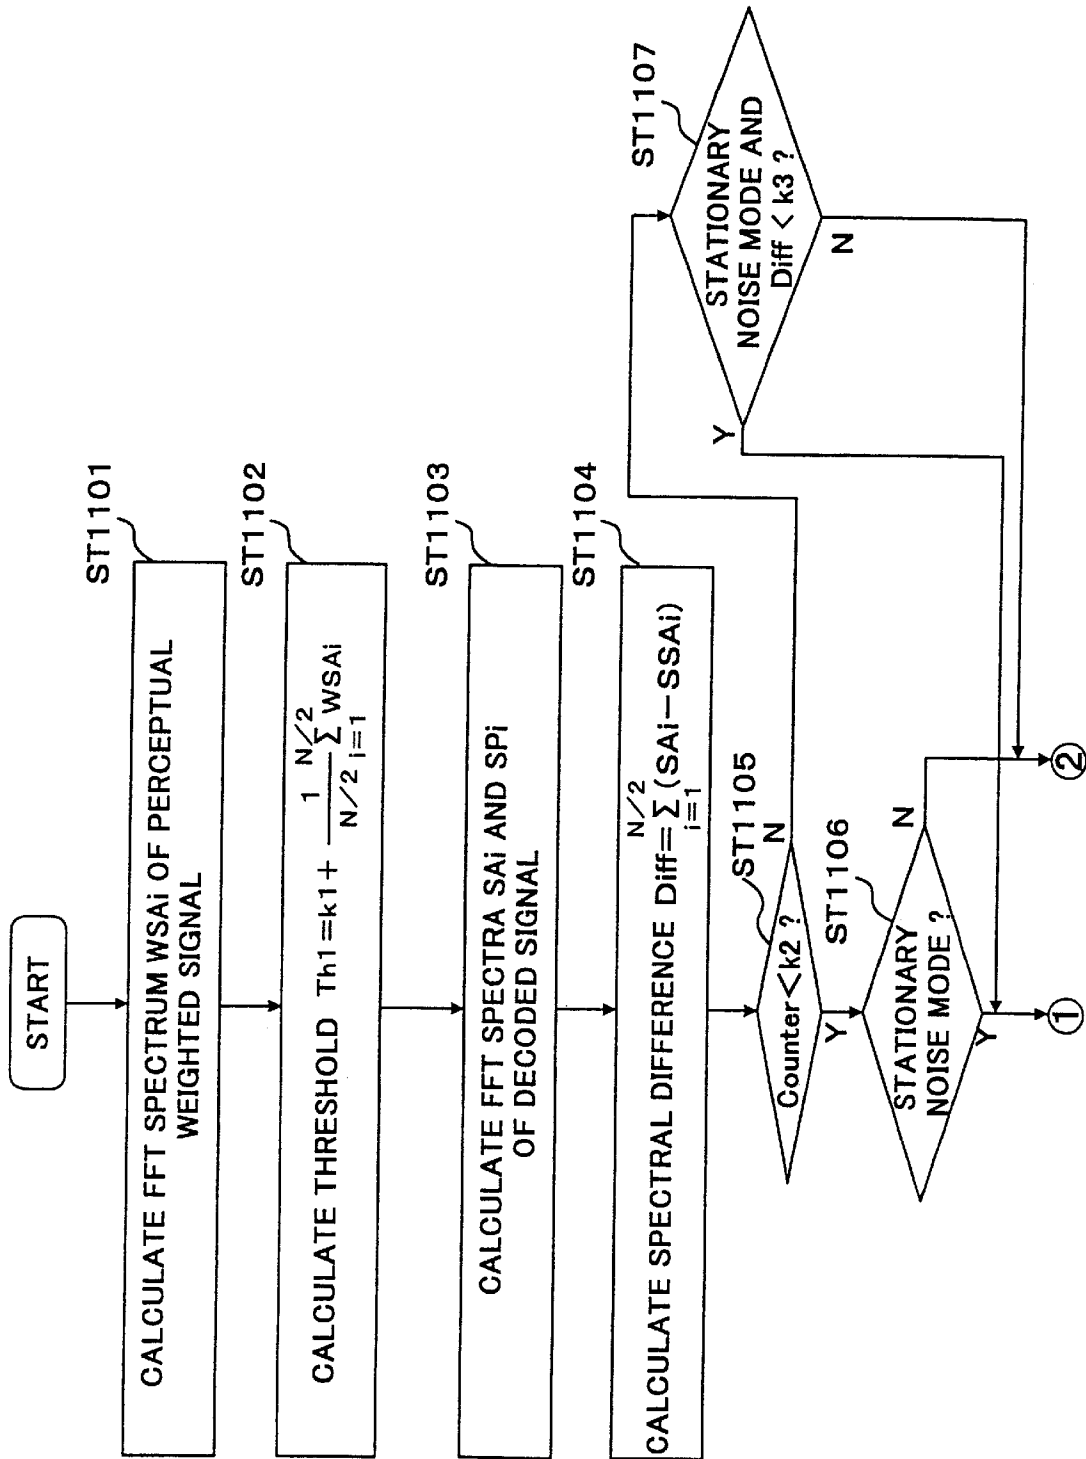 START
ST1101
CALCULATE FFT SPECTRUM WSAi OF PERCEPTUAL
WEIGHTED SIGNAL
ST1102
CALCULATE THRESHOLD Th1=k1+ 1/(N/2) N/2 Σ i=1 WSAi
ST1103
CALCULATE FFT SPECTRA SAi AND SPi
OF DECODED SIGNAL
ST1104
CALCULATE SPECTRAL DIFFERENCE Diff= N/2 Σ i=1 (SAi−SSAi)
ST1105
Counter<k2 ?
N
Y
ST1106
STATIONARY
NOISE MODE ?
N
Y
ST1107
STATIONARY
NOISE MODE AND
Diff < k3 ?
Y
N
①
②